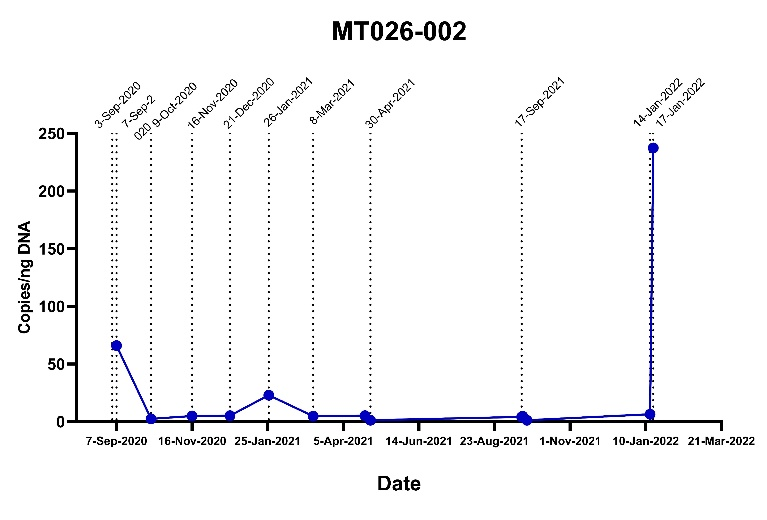 MT026-002
3-Sep-2020
7-Sep-2
020 9-Oct-2020
16-Nov-2020
21-Dec-2020
26-Jan-2021
8-Mar-2021
30-Apr-2021
17-Sep-2021
14-Jan-2022
17-Jan-2022
250
200
150
100
50
0
Copies/ng DNA
7-Sep-2020 16-Nov-2020 25-Jan-2021 5-Apr-2021 14-Jun-2021 23-Aug-2021 1-Nov-2021 10-Jan-2022 21-Mar-2022
Date